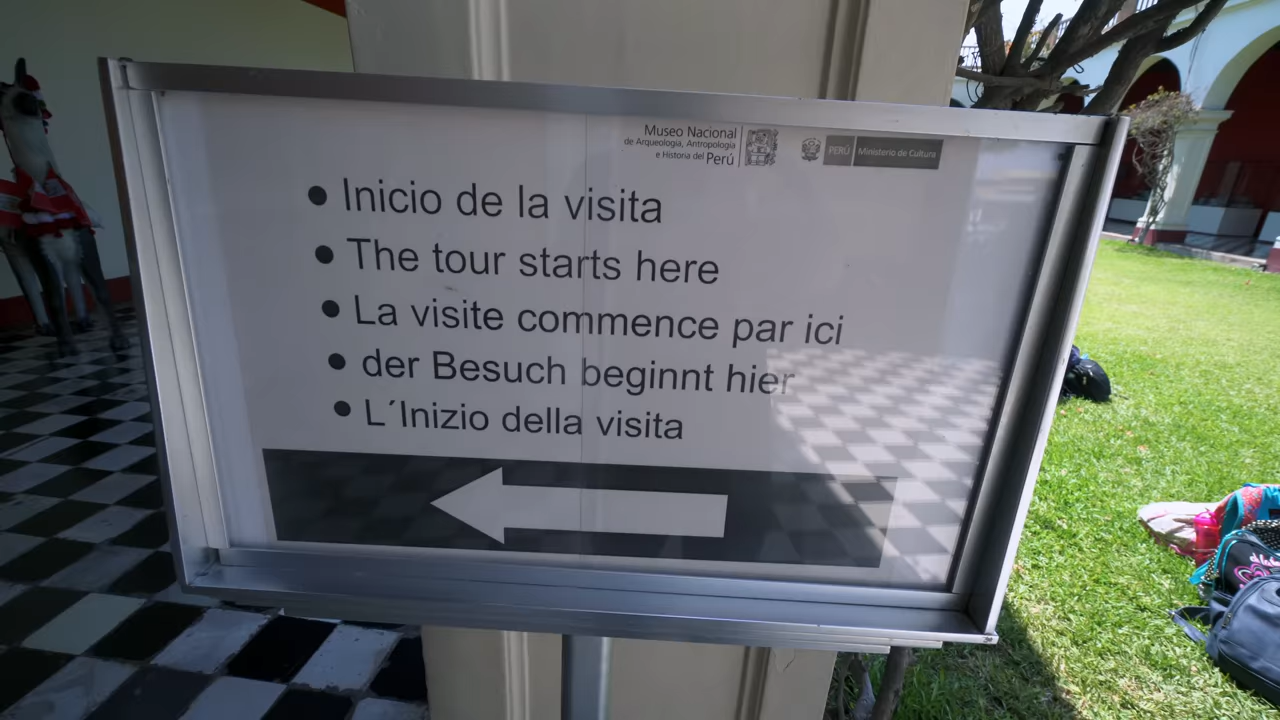 Museo Nacional
de Arqueología, Antropología
e Historia del Perú
PERÚ Ministerio de Cultura
• Inicio de la visita
• The tour starts here
• La visite commence par ici
• der Besuch beginnt hier
• L´Inizio della visita